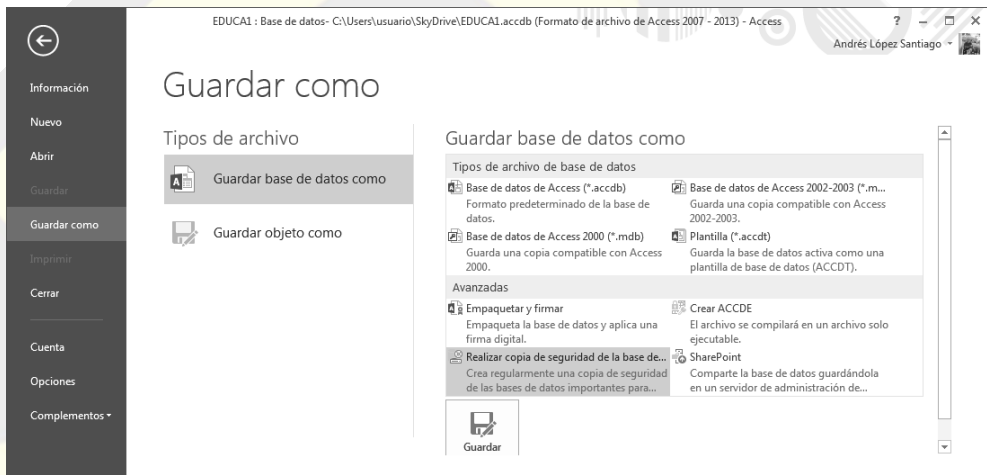 EDUCA1 : Base de datos- C:\Users\usuario\SkyDrive\EDUCA1.accdb (Formato de archivo de Access 2007 - 2013) - Access
?
Andrés López Santiago
Información
Nuevo
Abrir
Guardar
Guardar como
Imprimir
Cerrar
Cuenta
Opciones
Complementos
Guardar como
Tipos de archivo
Guardar base de datos como
Guardar objeto como
Guardar base de datos como
Tipos de archivo de base de datos
Base de datos de Access (*.accdb)
Formato predeterminado de la base de
datos.
Base de datos de Access 2002-2003 (*.m...
Guarda una copia compatible con Access
2002-2003.
Base de datos de Access 2000 (*.mdb)
Guarda una copia compatible con Access
2000.
Plantilla (*.accdt)
Guarda la base de datos activa como una
plantilla de base de datos (ACCDT).
Avanzadas
Empaquetar y firmar
Empaqueta la base de datos y aplica una
firma digital.
Crear ACCDE
El archivo se compilará en un archivo solo
ejecutable.
Realizar copia de seguridad de la base de...
Crea regularmente una copia de seguridad
de las bases de datos importantes para...
SharePoint
Comparte la base de datos guardándola
en un servidor de administración de...
Guardar